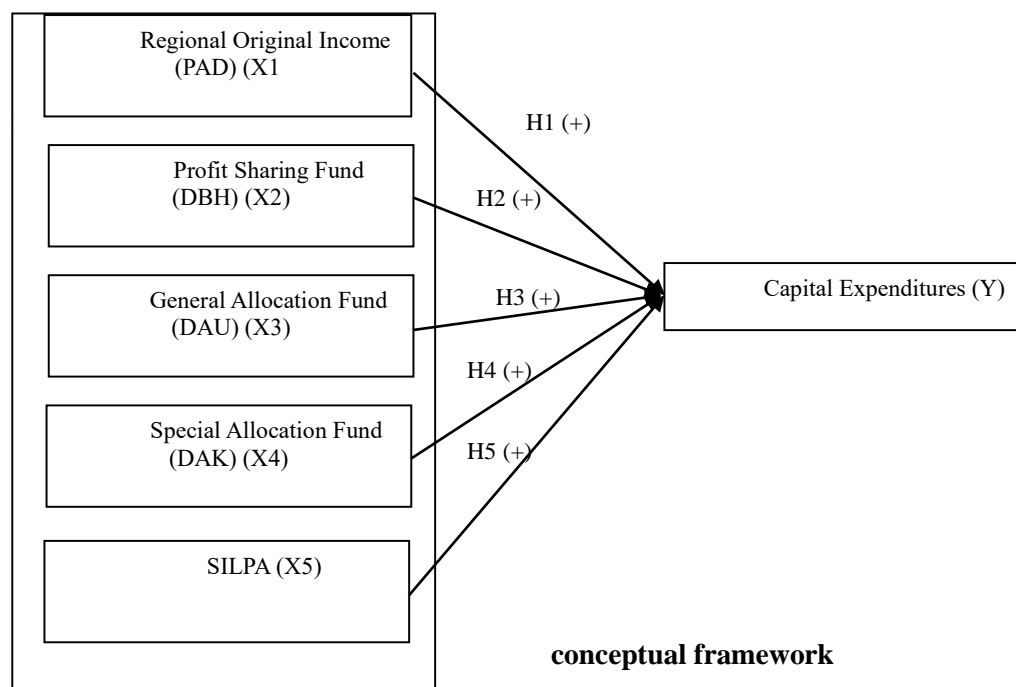 Regional Original Income
(PAD) (X1
H1 (+)
Profit Sharing Fund
(DBH) (X2)
H2 (+)
General Allocation Fund
(DAU) (X3)
H3 (+)
Capital Expenditures (Y)
Special Allocation Fund
(DAK) (X4)
H4 (+)
H5 (+)
SILPA (X5)
conceptual framework